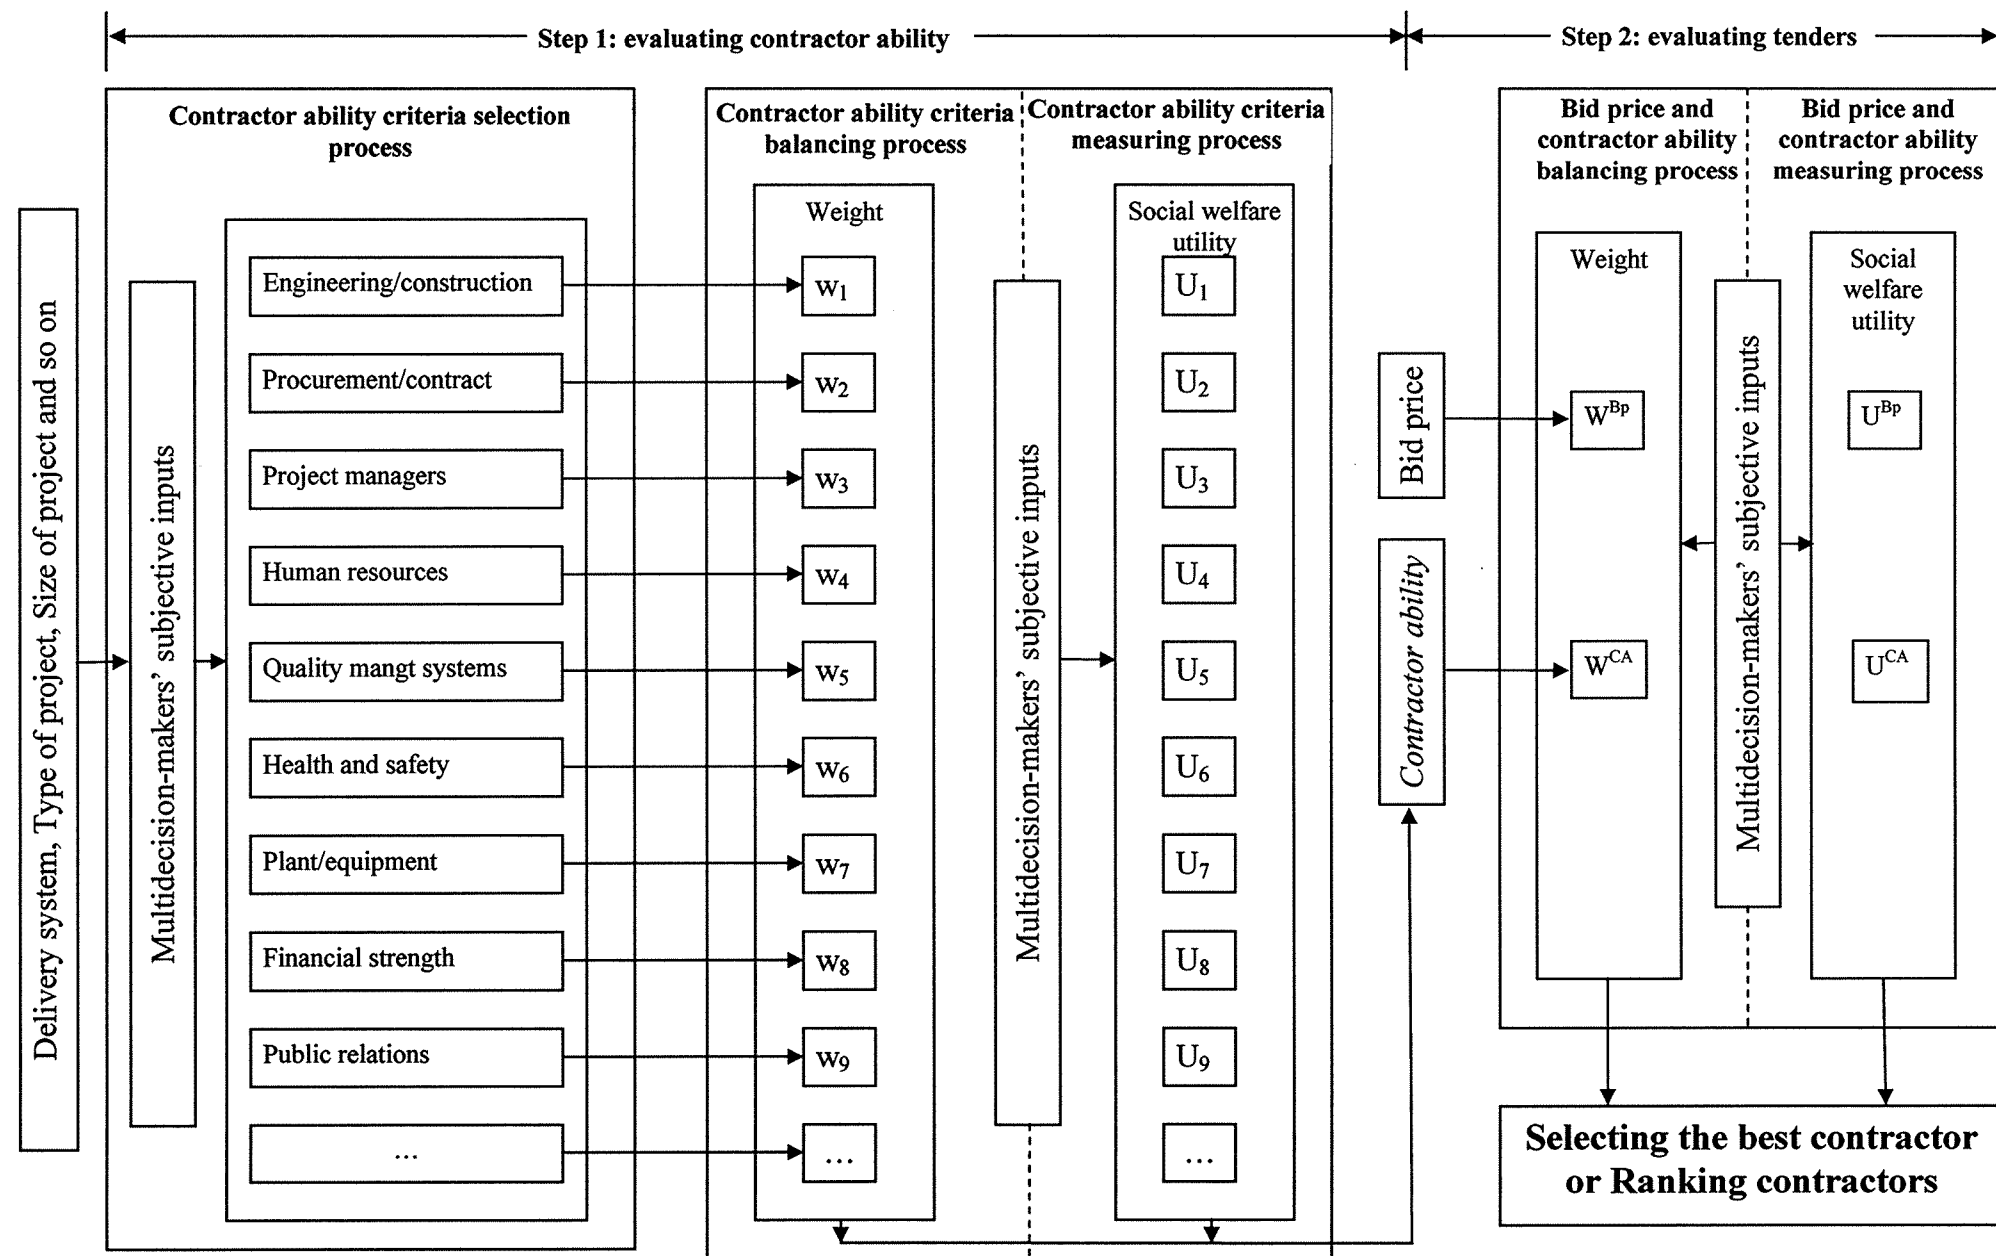 Step 1: evaluating contractor ability
Step 2: evaluating tenders
Delivery system, Type of project, Size of project and so on
Contractor ability criteria selection
process
Multidecision-makers’ subjective inputs
Engineering/construction
Procurement/contract
Project managers
Human resources
Quality mangt systems
Health and safety
Plant/equipment
Financial strength
Public relations
...
Contractor ability criteria
balancing process
Weight
w1
w2
w3
w4
w5
w6
w7
w8
w9
...
Multidecision-makers’ subjective inputs
Contractor ability criteria
measuring process
Social welfare
utility
U1
U2
U3
U4
U5
U6
U7
U8
U9
...
Bid price
Contractor ability
Bid price and
contractor ability
balancing process
Weight
WBp
WCA
Multidecision-makers’ subjective inputs
Bid price and
contractor ability
measuring process
Social
welfare
utility
UBp
UCA
Selecting the best contractor
or Ranking contractors